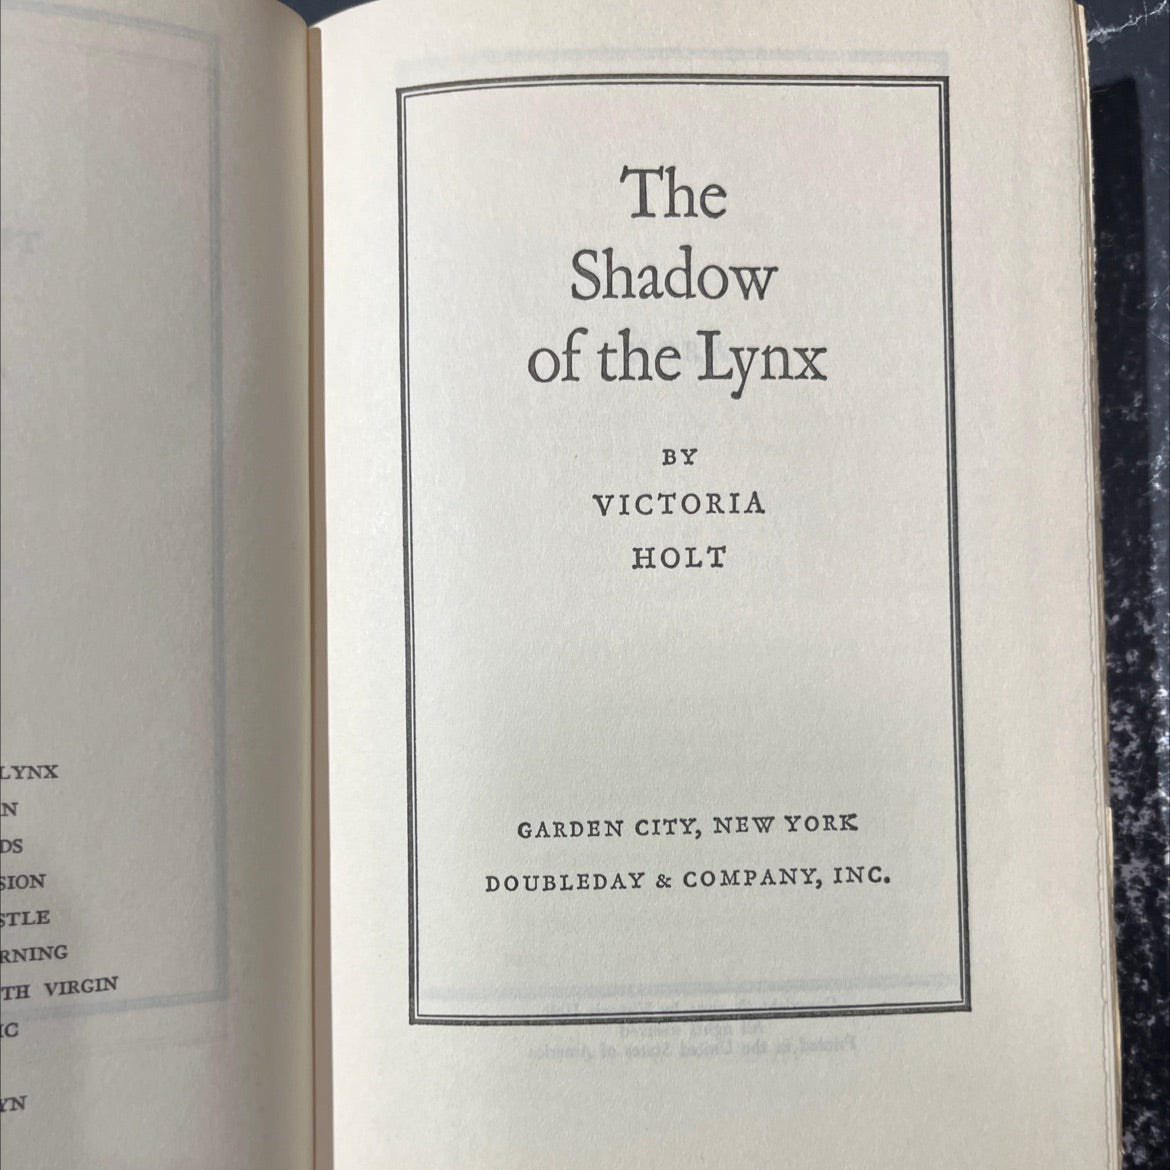 LYNX
N
DS
SION
STLE
RNING
TH VIRGIN
IC
YN
The
Shadow
of the Lynx
BY
VICTORIA
HOLT
GARDEN CITY, NEW YORK
DOUBLEDAY & COMPANY, INC.